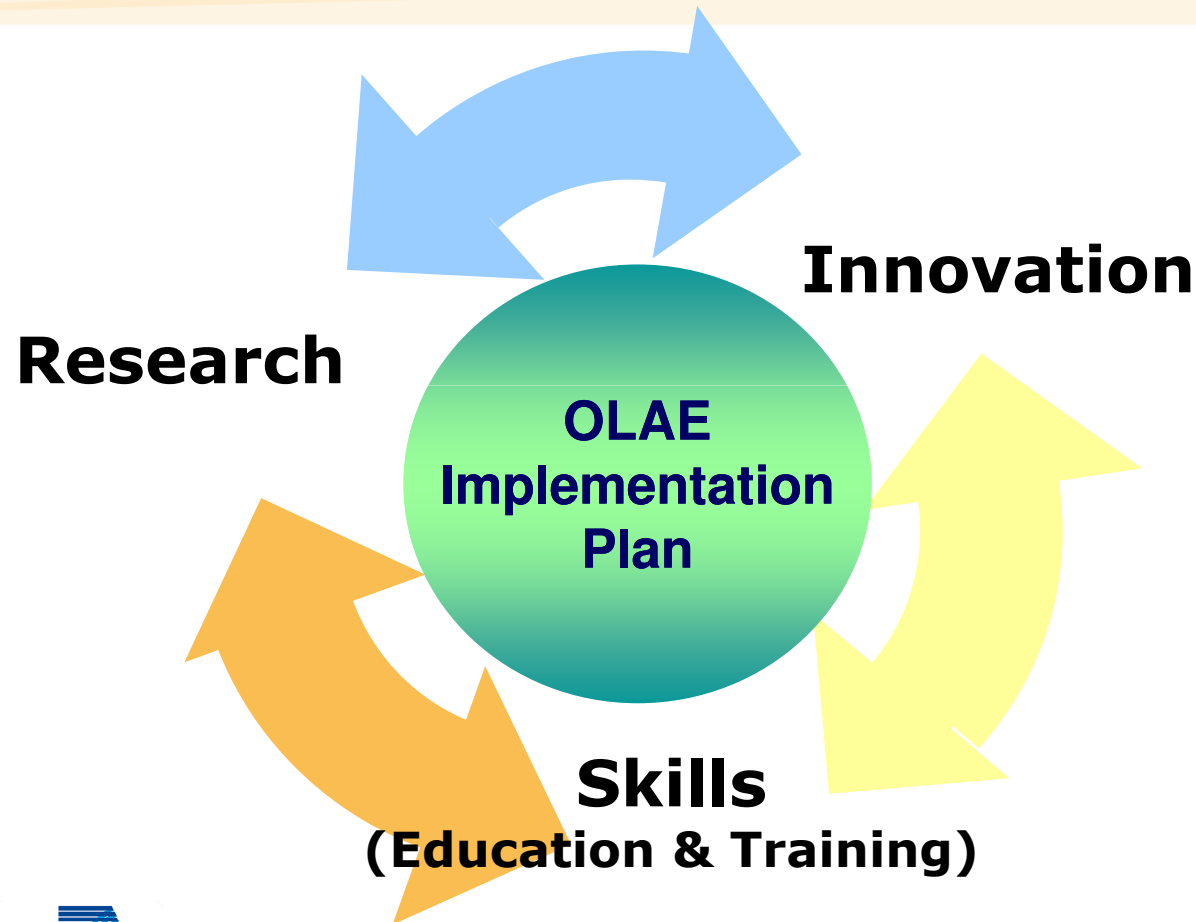 Innovation
Research
OLAE
Implementation
Plan
Skills
(Education & Training)